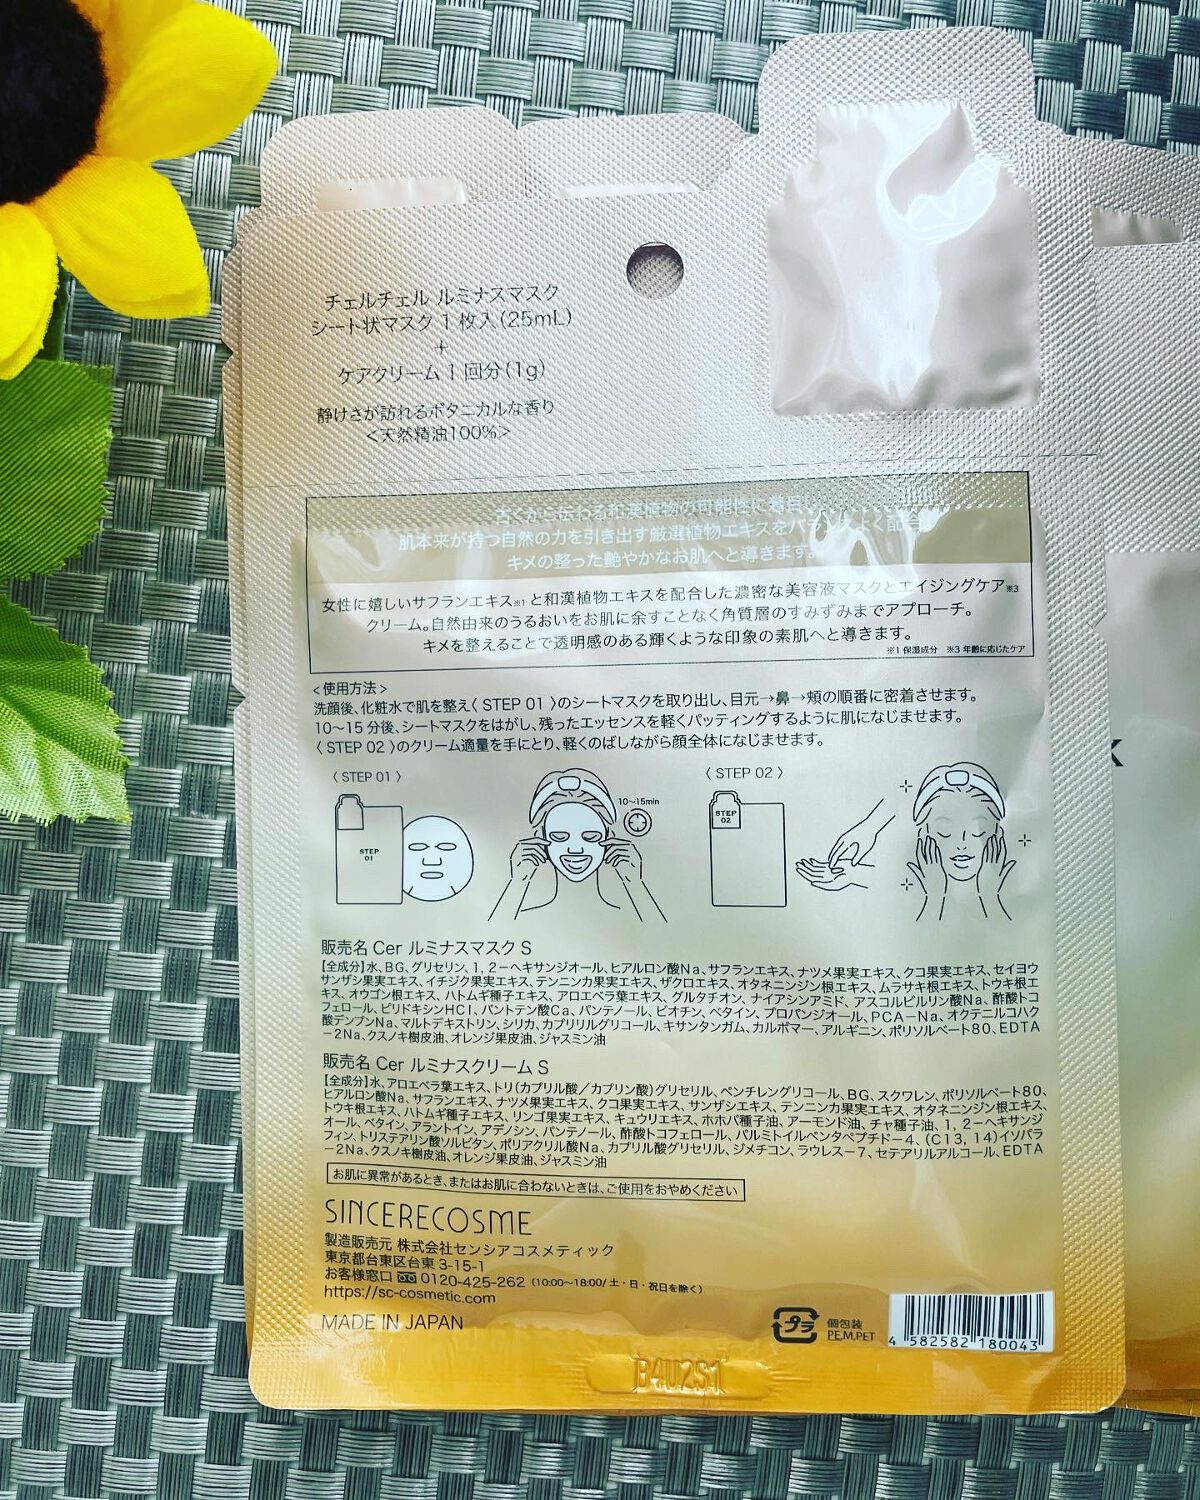 チェルチェル ルミナスマスク
シート状マスク 1 枚入(25mL)
+
ケアクリーム 1 回分(1g)
静けさが訪れるボタニカルな香り
<天然精油100%>
古くから伝わる和漢植物の可能性に着目
肌本来が持つ自然の力を引き出す厳選植物エキスをバランスよく配合
キメの整った艶やかなお肌へと導きます。
女性に嬉しいサフランエキス※1 と和漢植物エキスを配合した濃密な美容液マスクとエイジングケア※3
クリーム。自然由来のうるおいをお肌に余すことなく角質層のすみずみまでアプローチ。
キメを整えることで透明感のある輝くような印象の素肌へと導きます。
※1 保湿成分 ※3 年齢に応じたケア
<使用方法>
洗顔後、化粧水で肌を整え〈 STEP 01 〉のシートマスクを取り出し、目元→鼻→頬の順番に密着させます。
10〜15 分後、シートマスクをはがし、残ったエッセンスを軽くパッティングするように肌になじませます。
〈 STEP 02 〉のクリーム適量を手にとり、軽くのばしながら顔全体になじませます。
〈 STEP 01 〉
〈 STEP 02 〉
10〜15min
STEP
01
STEP
02
販売名 Cer ルミナスマスク S
【全成分】水、BG、グリセリン、1,2-ヘキサンジオール、ヒアルロン酸Na、サフランエキス、ナツメ果実エキス、クコ果実エキス、セイヨウ
サンザシ果実エキス、イチジク果実エキス、テンニンカ果実エキス、ザクロエキス、オタネニンジン根エキス、ムラサキ根エキス、トウキ根エ
キス、オウゴン根エキス、ハトムギ種子エキス、アロエベラ葉エキス、グルタチオン、ナイアシンアミド、アスコルビルリン酸Na、酢酸トコ
フェロール、ピリドキシンHCl、パントテン酸Ca、パンテノール、ビオチン、ベタイン、プロパンジオール、PCA-Na、オクテニルコハク
酸デンプンNa、マルトデキストリン、シリカ、カプリリルグリコール、キサンタンガム、カルボマー、アルギニン、ポリソルベート80、EDTA
-2Na、クスノキ樹皮油、オレンジ果皮油、ジャスミン油
販売名 Cer ルミナスクリーム S
【全成分】水、アロエベラ葉エキス、トリ(カプリル酸/カプリン酸)グリセリル、ペンチレングリコール、BG、スクワレン、ポリソルベート80、
ヒアルロン酸Na、サフランエキス、ナツメ果実エキス、クコ果実エキス、サンザシエキス、テンニンカ果実エキス、オタネニンジン根エキス、
トウキ根エキス、ハトムギ種子エキス、リンゴ果実エキス、キュウリエキス、ホホバ種子油、アーモンド油、チャ種子油、1,2-ヘキサンジ
オール、ベタイン、アラントイン、アデノシン、パンテノール、酢酸トコフェロール、パルミトイルペンタペプチド-4、(C13,14)イソパラ
フィン、トリステアリン酸ソルビタン、ポリアクリル酸Na、カプリル酸グリセリル、ジメチコン、ラウレス-7、セテアリルアルコール、EDTA
-2Na、クスノキ樹皮油、オレンジ果皮油、ジャスミン油
お肌に異常があるとき、またはお肌に合わないときは、ご使用をおやめください
SINCERECOSME
製造販売元 株式会社センシアコスメティック
東京都台東区台東 3-15-1
お客様窓口 0120-425-262 (10:00〜18:00/ 土・日・祝日を除く)
https://sc-cosmetic.com
MADE IN JAPAN
プラ
個包装
PE,M,PET
4 582582 180043
B4U2S1
K